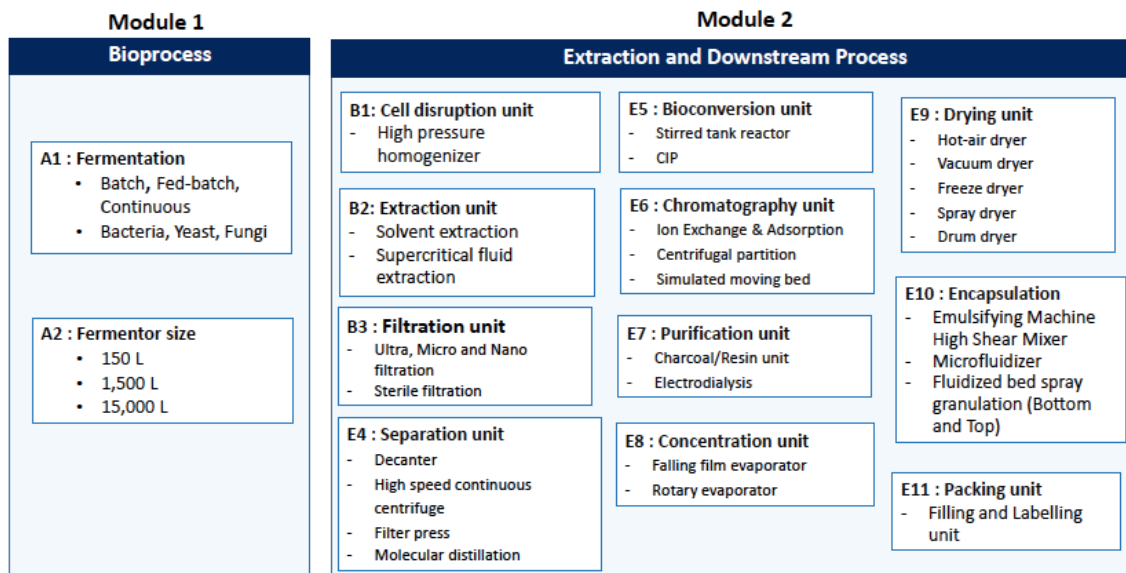 Module 1
Bioprocess
A1 : Fermentation
• Batch, Fed-batch,
Continuous
• Bacteria, Yeast, Fungi
A2 : Fermentor size
• 150 L
• 1,500 L
• 15,000 L
Module 2
Extraction and Downstream Process
B1: Cell disruption unit
- High pressure
homogenizer
B2: Extraction unit
- Solvent extraction
- Supercritical fluid
extraction
B3 : Filtration unit
- Ultra, Micro and Nano
filtration
- Sterile filtration
E4 : Separation unit
- Decanter
- High speed continuous
centrifuge
- Filter press
- Molecular distillation
E5 : Bioconversion unit
- Stirred tank reactor
- CIP
E6 : Chromatography unit
- Ion Exchange & Adsorption
- Centrifugal partition
- Simulated moving bed
E7 : Purification unit
- Charcoal/Resin unit
- Electrodialysis
E8 : Concentration unit
- Falling film evaporator
- Rotary evaporator
E9 : Drying unit
- Hot-air dryer
- Vacuum dryer
- Freeze dryer
- Spray dryer
- Drum dryer
E10 : Encapsulation
- Emulsifying Machine
High Shear Mixer
- Microfluidizer
- Fluidized bed spray
granulation (Bottom
and Top)
E11 : Packing unit
- Filling and Labelling
unit